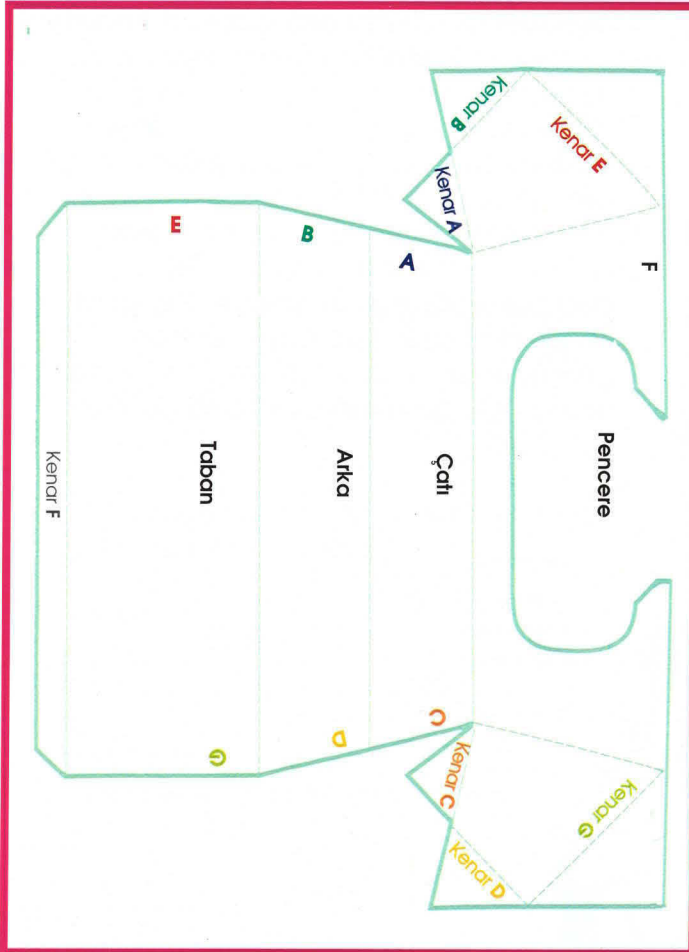 F
Kenar E
Pencere
Kenar G
Kenar B
Kenar D
Kenar A
Kenar C
A
Çatı
C
B
Arka
D
E
Taban
G
Kenar F